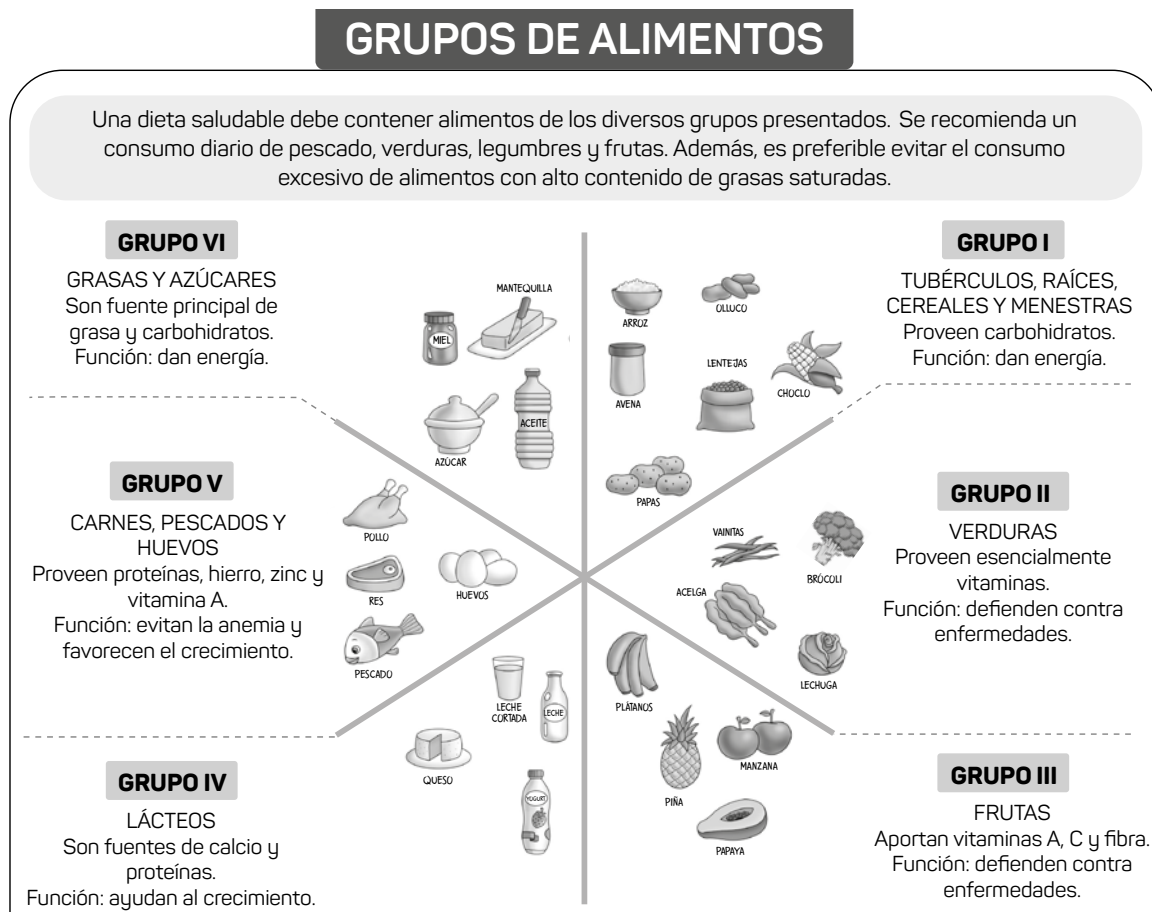 GRUPOS DE ALIMENTOS
Una dieta saludable debe contener alimentos de los diversos grupos presentados. Se recomienda un
consumo diario de pescado, verduras, legumbres y frutas. Además, es preferible evitar el consumo
excesivo de alimentos con alto contenido de grasas saturadas.
GRUPO VI
GRASAS Y AZÚCARES
Son fuente principal de
grasa y carbohidratos.
Función: dan energía.
MANTEQUILLA
MIEL
AZÚCAR
ACEITE
GRUPO I
TUBÉRCULOS, RAÍCES,
CEREALES Y MENESTRAS
Proveen carbohidratos.
Función: dan energía.
ARROZ
OLLUCO
AVENA
LENTEJAS
CHOCLO
PAPAS
GRUPO V
CARNES, PESCADOS Y
HUEVOS
Proveen proteínas, hierro, zinc y
vitamina A.
Función: evitan la anemia y
favorecen el crecimiento.
POLLO
RES
HUEVOS
PESCADO
GRUPO II
VERDURAS
Proveen esencialmente
vitaminas.
Función: defienden contra
enfermedades.
VAINITAS
BRÓCOLI
ACELGA
LECHUGA
GRUPO IV
LÁCTEOS
Son fuentes de calcio y
proteínas.
Función: ayudan al crecimiento.
LECHE
CORTADA
LECHE
QUESO
YOGURT
GRUPO III
FRUTAS
Aportan vitaminas A, C y fibra.
Función: defienden contra
enfermedades.
PLÁTANOS
PIÑA
MANZANA
PAPAYA